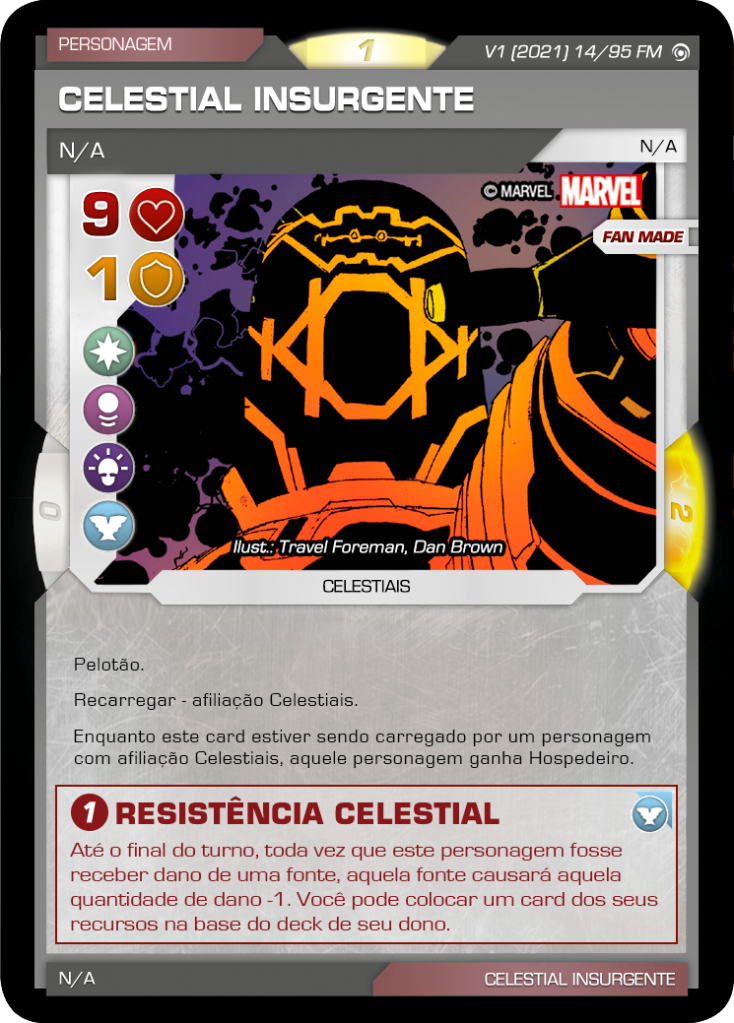 PERSONAGEM
1
V1 (2021) 14/95 FM
CELESTIAL INSURGENTE
N/A
N/A
9
© MARVEL MARVEL
FAN MADE
1
0
2
Ilust.: Travel Foreman, Dan Brown
CELESTIAIS
Pelotão.
Recarregar - afiliação Celestiais.
Enquanto este card estiver sendo carregado por um personagem
com afiliação Celestiais, aquele personagem ganha Hospedeiro.
1 RESISTÊNCIA CELESTIAL
Até o final do turno, toda vez que este personagem fosse
receber dano de uma fonte, aquela fonte causará aquela
quantidade de dano -1. Você pode colocar um card dos seus
recursos na base do deck de seu dono.
N/A
CELESTIAL INSURGENTE